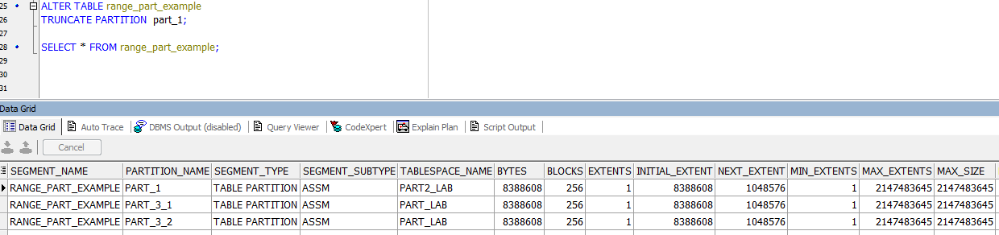 25 ALTER TABLE range_part_example
26 TRUNCATE PARTITION part_1;
27
28 SELECT * FROM range_part_example;
29
30
31
Data Grid
Data Grid Auto Trace DBMS Output (disabled) Query Viewer CodeXpert Explain Plan Script Output
Cancel
SEGMENT_NAME PARTITION_NAME SEGMENT_TYPE SEGMENT_SUBTYPE TABLESPACE_NAME BYTES BLOCKS EXTENTS INITIAL_EXTENT NEXT_EXTENT MIN_EXTENTS MAX_EXTENTS MAX_SIZE
RANGE_PART_EXAMPLE PART_1 TABLE PARTITION ASSM PART2_LAB 8388608 256 1 8388608 1048576 1 2147483645 2147483645
RANGE_PART_EXAMPLE PART_3_1 TABLE PARTITION ASSM PART_LAB 8388608 256 1 8388608 1048576 1 2147483645 2147483645
RANGE_PART_EXAMPLE PART_3_2 TABLE PARTITION ASSM PART_LAB 8388608 256 1 8388608 1048576 1 2147483645 2147483645